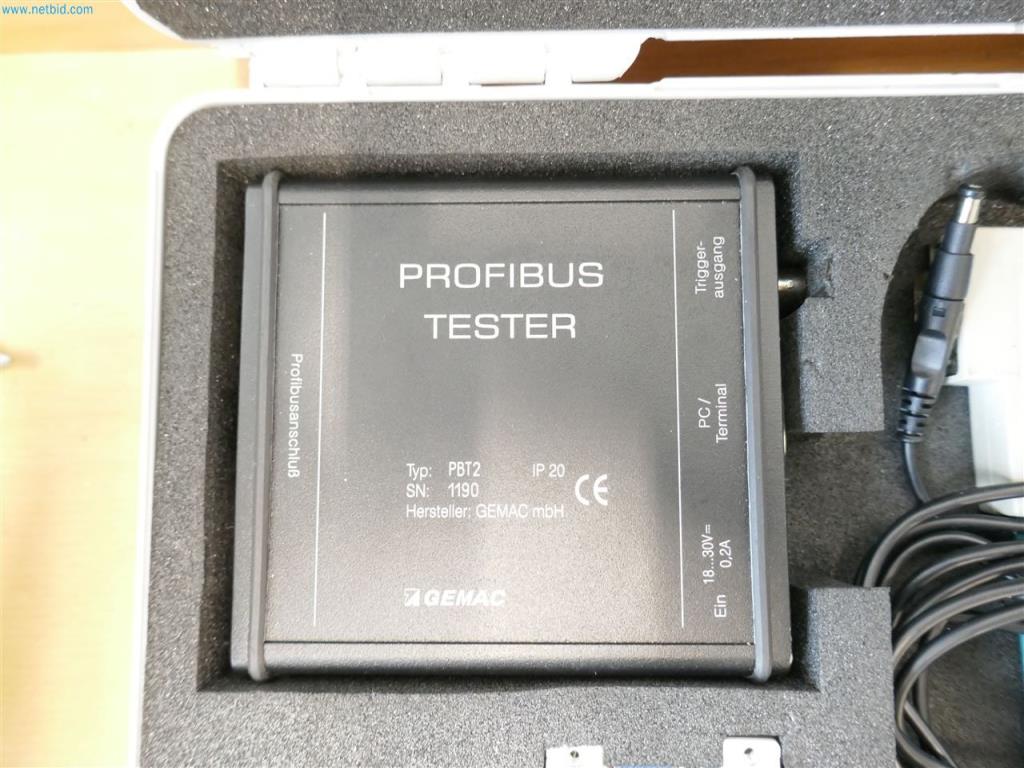 www.netbid.com
PROFIBUS
TESTER
Profibusanschluß
Trigger-
ausgang
PC /
Terminal
Typ: PBT2 IP 20
SN: 1190 CE
Hersteller: GEMAC mbH
Ein 18...30V⎓
0,2A
GEMAC